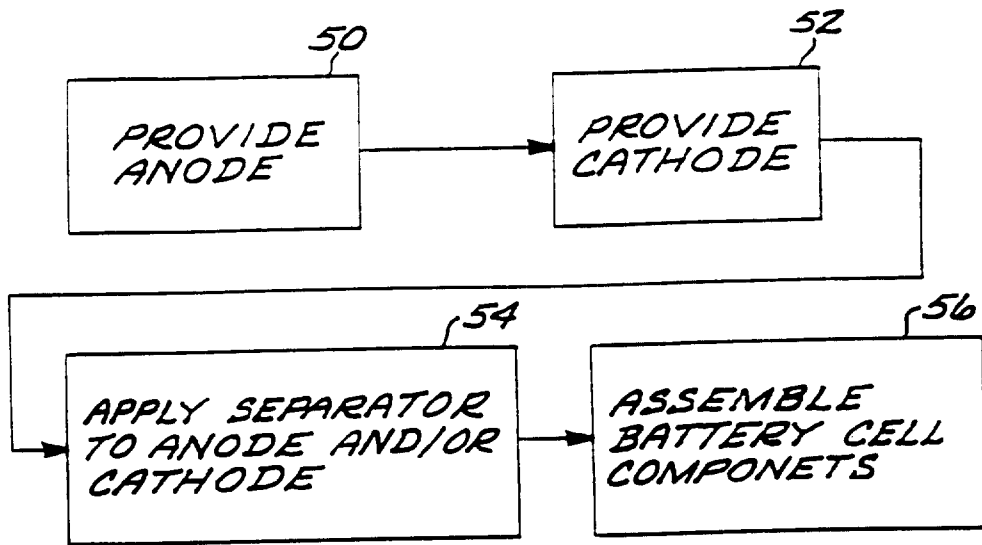 50
PROVIDE
ANODE
52
PROVIDE
CATHODE
54
APPLY SEPARATOR
TO ANODE AND/OR
CATHODE
56
ASSEMBLE
BATTERY CELL
COMPONETS